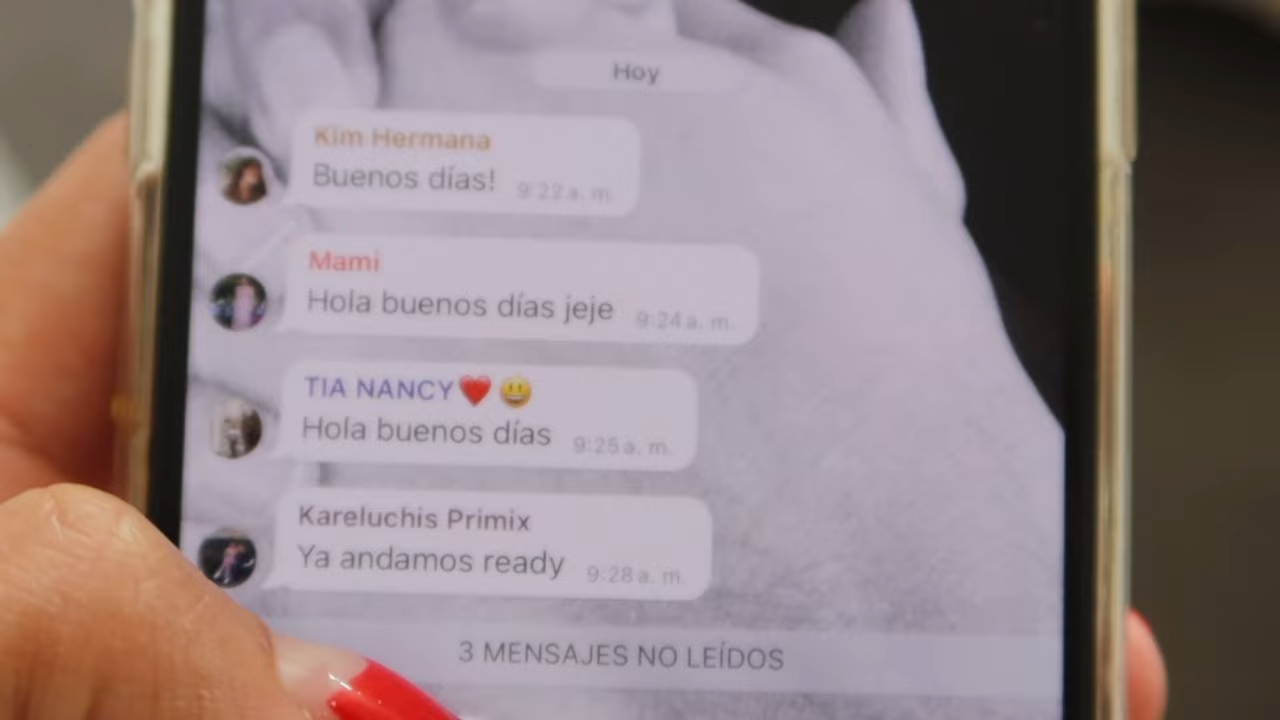 Hoy
Kim Hermana
Buenos días!
9:23 a. m.
Mami
Hola buenos días jeje
9:24 a. m.
TIA NANCY❤️😃
Hola buenos días
9:25 a. m.
Kareluchis Primix
Ya andamos ready
9:28 a. m.
3 MENSAJES NO LEÍDOS